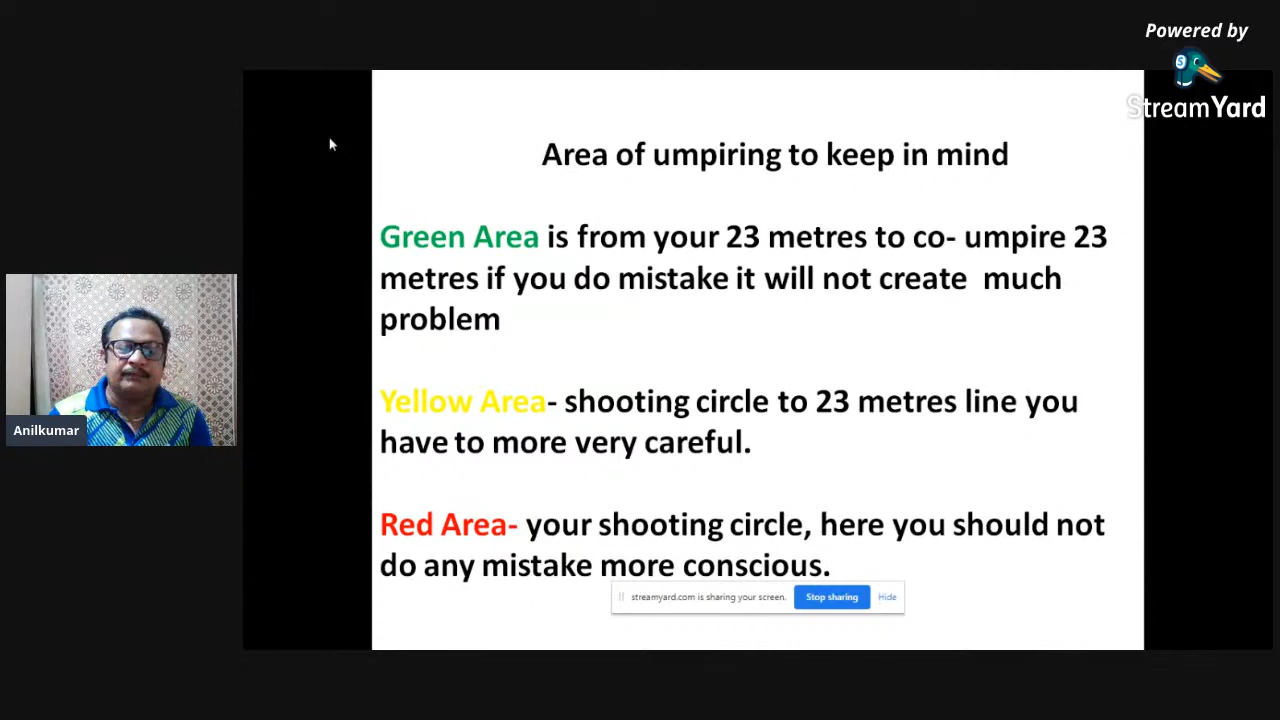 Powered by
StreamYard
Area of umpiring to keep in mind
Green Area is from your 23 metres to co- umpire 23
metres if you do mistake it will not create much
problem
Yellow Area- shooting circle to 23 metres line you
have to more very careful.
Red Area- your shooting circle, here you should not
do any mistake more conscious.
streamyard.com is sharing your screen.
Stop sharing
Hide
Anilkumar